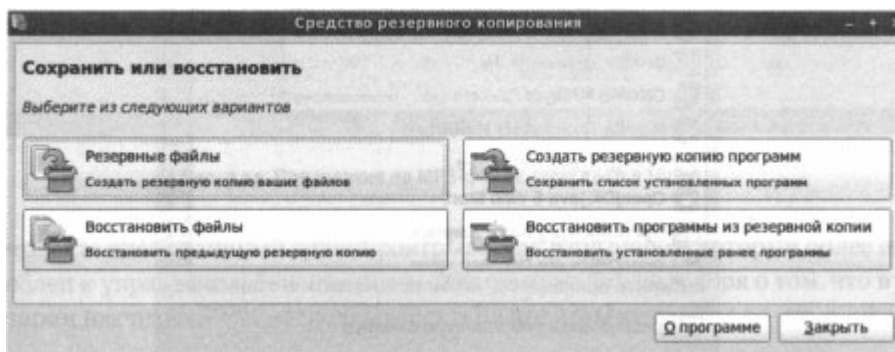 Средство резервного копирования
Сохранить или восстановить
Выберите из следующих вариантов
Резервные файлы
Создать резервную копию ваших файлов
Создать резервную копию программ
Сохранить список установленных программ
Восстановить файлы
Восстановить предыдущую резервную копию
Восстановить программы из резервной копии
Восстановить установленные ранее программы
О программе
Закрыть